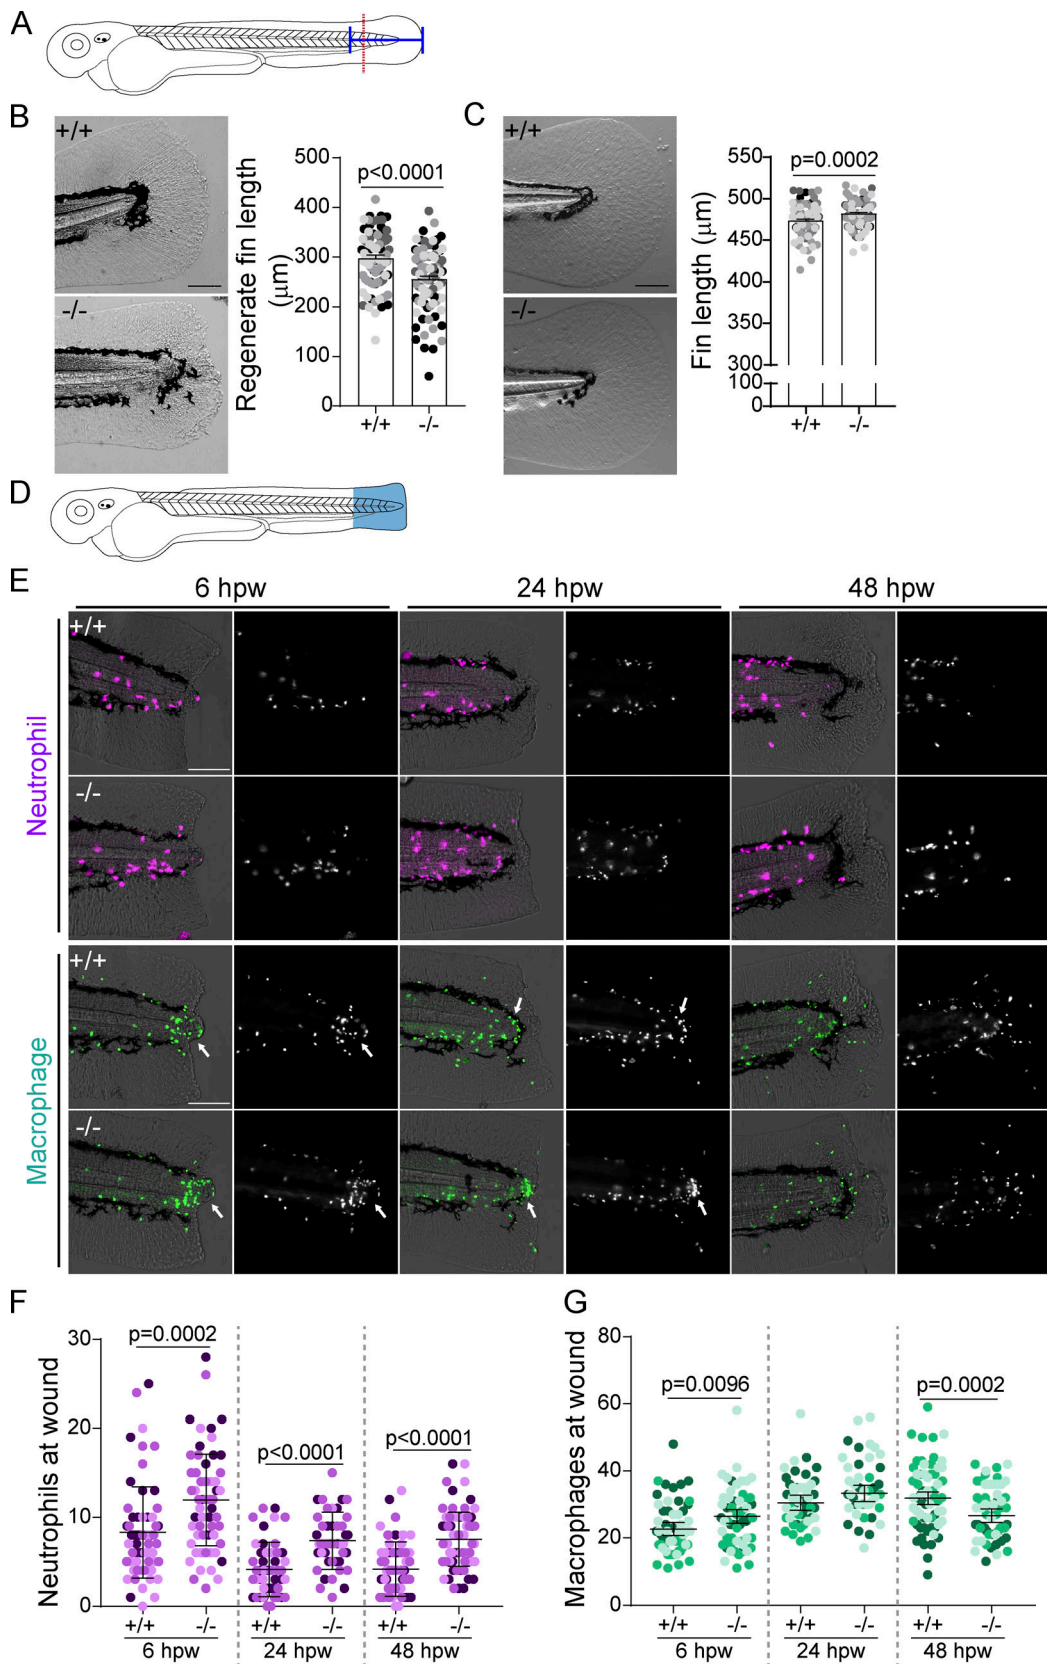 A
B
+/+
-/-
Regenerate fin length
(μm)
500
400
300
200
100
0
p<0.0001
+/+ -/-
C
+/+
-/-
Fin length (μm)
550
500
450
400
350
300
100
0
p=0.0002
+/+ -/-
D
E
6 hpw 24 hpw 48 hpw
Neutrophil
+/+
-/-
Macrophage
+/+
-/-
F
Neutrophils at wound
30
20
10
0
p=0.0002
p<0.0001
p<0.0001
+/+ -/- +/+ -/- +/+ -/-
6 hpw 24 hpw 48 hpw
G
Macrophages at wound
80
60
40
20
0
p=0.0096
p=0.0002
+/+ -/- +/+ -/- +/+ -/-
6 hpw 24 hpw 48 hpw